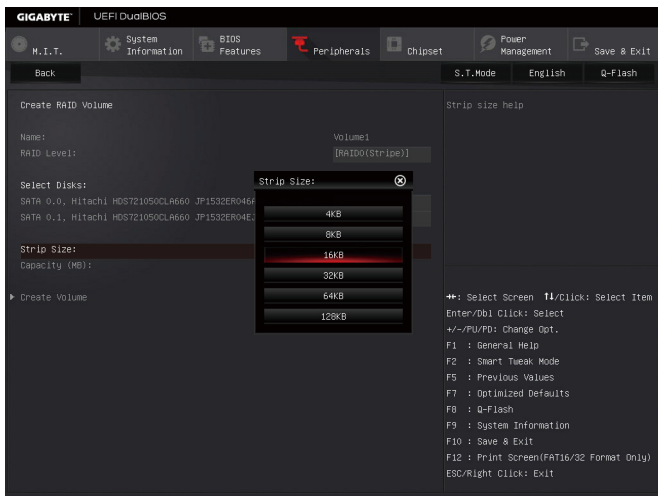 GIGABYTE™ UEFI DualBIOS
M.I.T.
System Information
BIOS Features
Peripherals
Chipset
Power Management
Save & Exit
Back
S.T.Mode English Q-Flash
Create RAID Volume
Name: Volume1
RAID Level: [RAID0(Stripe)]
Select Disks:
SATA 0.0, Hitachi HDS721050CLA660 JP1532ER046
SATA 0.1, Hitachi HDS721050CLA660 JP1532ER04EJ
Strip Size:
Capacity (MB):
Create Volume
Strip Size:
4KB
8KB
16KB
32KB
64KB
128KB
Strip size help
→←: Select Screen ↑↓/Click: Select Item
Enter/Dbl Click: Select
+/-/PU/PD: Change Opt.
F1 : General Help
F2 : Smart Tweak Mode
F5 : Previous Values
F7 : Optimized Defaults
F8 : Q-Flash
F9 : System Information
F10 : Save & Exit
F12 : Print Screen(FAT16/32 Format Only)
ESC/Right Click: Exit